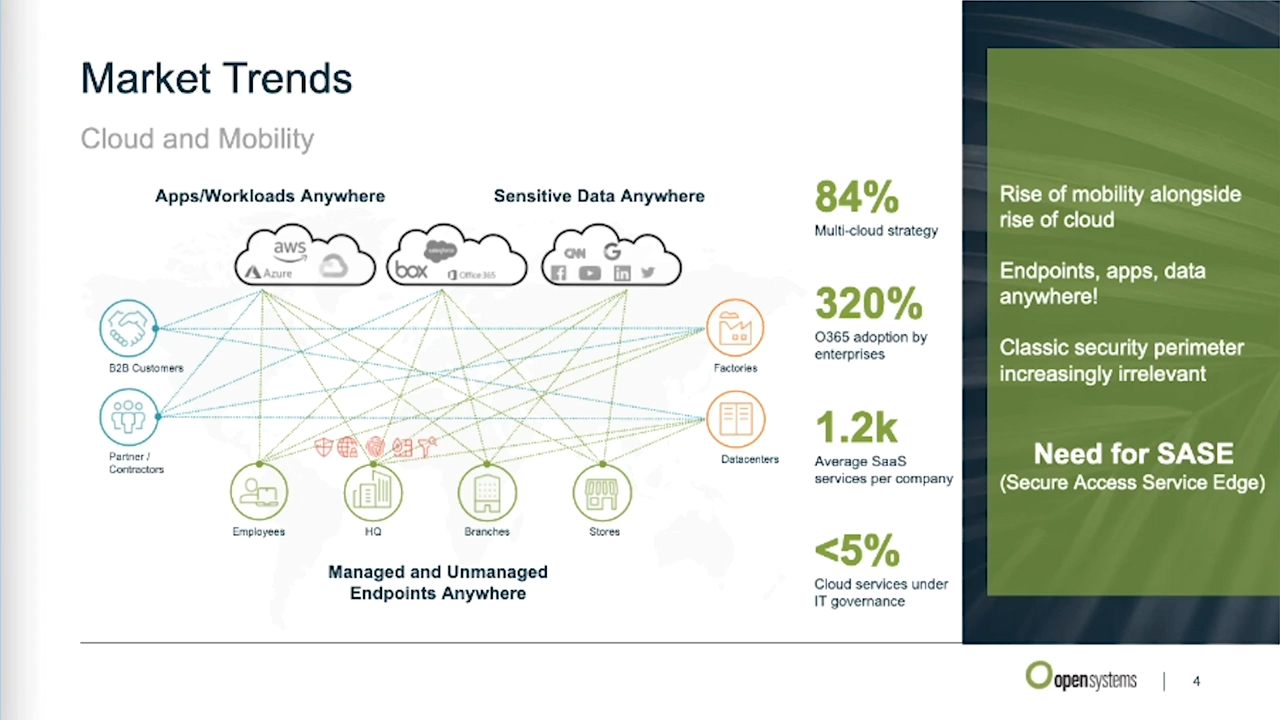 Market Trends
Cloud and Mobility
Apps/Workloads Anywhere
Sensitive Data Anywhere
aws
Azure
salesforce
box
Office 365
CNN
G
in
B2B Customers
Partner /
Contractors
Factories
Datacenters
Employees
HQ
Branches
Stores
Managed and Unmanaged
Endpoints Anywhere
84%
Multi-cloud strategy
320%
O365 adoption by
enterprises
1.2k
Average SaaS
services per company
<5%
Cloud services under
IT governance
Rise of mobility alongside
rise of cloud
Endpoints, apps, data
anywhere!
Classic security perimeter
increasingly irrelevant
Need for SASE
(Secure Access Service Edge)
open systems
4